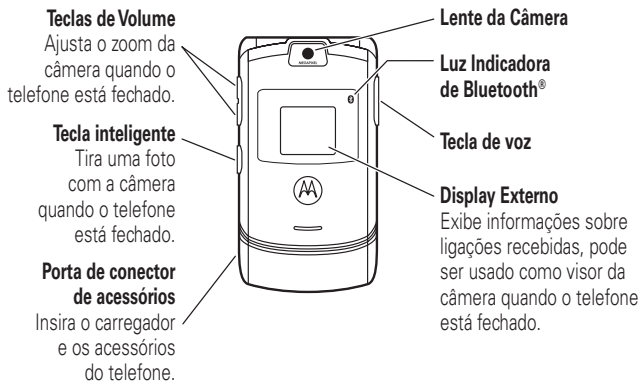 Teclas de Volume
Ajusta o zoom da
câmera quando o
telefone está fechado.
Tecla inteligente
Tira uma foto
com a câmera
quando o telefone
está fechado.
Porta de conector
de acessórios
Insira o carregador
e os acessórios
do telefone.
MEGAPIXEL
Lente da Câmera
Luz Indicadora
de Bluetooth®
Tecla de voz
Display Externo
Exibe informações sobre
ligações recebidas, pode
ser usado como visor da
câmera quando o telefone
está fechado.